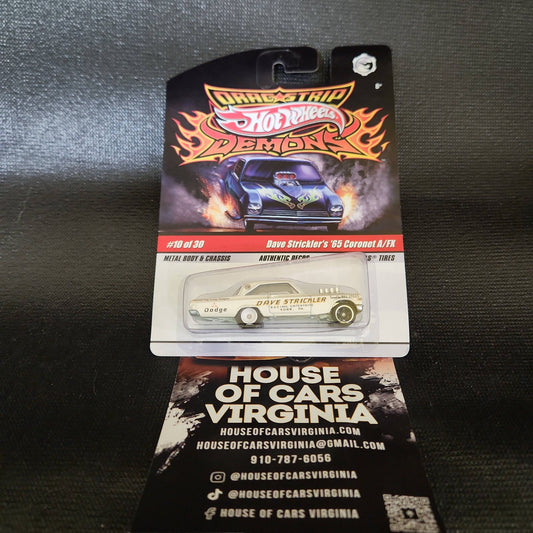 DRAG★STRIP
Hot Wheels
DEMONS
#10 of 30
Dave Strickler's '65 Coronet A/FX
METAL BODY & CHASSIS
AUTHENTIC DECOS
TIRES
Dodge
DAVE STRICKLER
YORK, PA.
HOUSE
OF CARS
VIRGINIA
HOUSEOFCARSVIRGINIA.COM
HOUSEOFCARSVIRGINIA@GMAIL.COM
910-787-6056
@HOUSEOFCARSVIRGINIA
@HOUSEOFCARSVIRGINIA
HOUSE OF CARS VIRGINIA